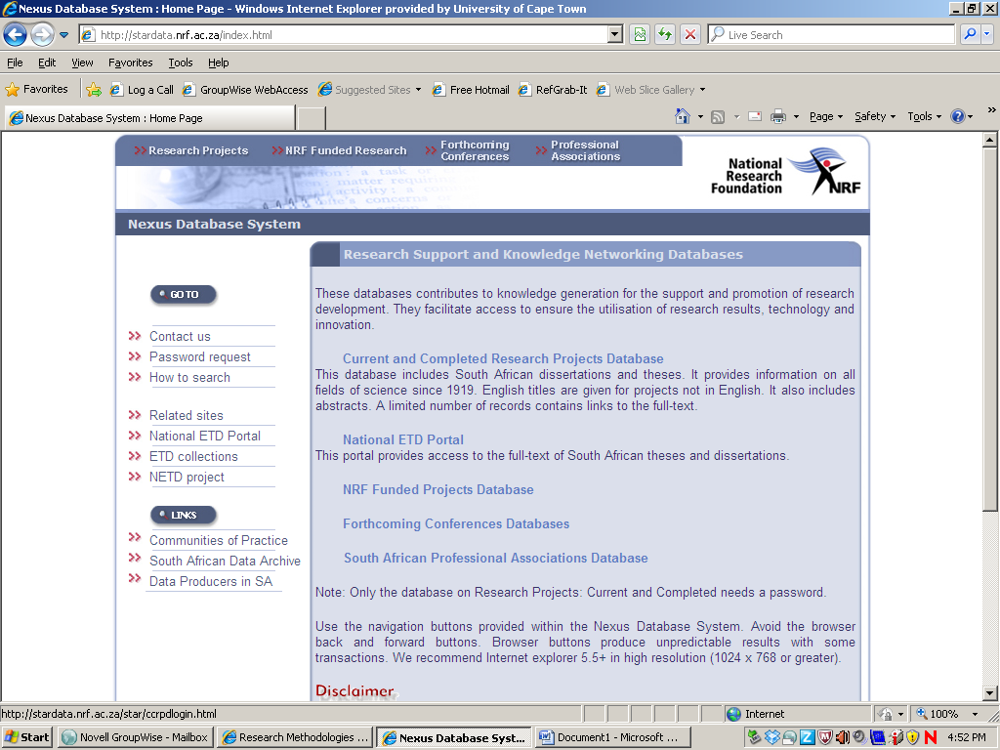 Nexus Database System : Home Page - Windows Internet Explorer provided by University of Cape Town
http://stardata.nrf.ac.za/index.html
Live Search
File Edit View Favorites Tools Help
Favorites Log a Call GroupWise WebAccess Suggested Sites Free Hotmail RefGrab-It Web Slice Gallery
Nexus Database System : Home Page
Page Safety Tools
Research Projects NRF Funded Research Forthcoming Conferences Professional Associations
National
Research
Foundation
NRF
Nexus Database System
GO TO
Contact us
Password request
How to search
Related sites
National ETD Portal
ETD collections
NETD project
LINKS
Communities of Practice
South African Data Archive
Data Producers in SA
Research Support and Knowledge Networking Databases
These databases contributes to knowledge generation for the support and promotion of research
development. They facilitate access to ensure the utilisation of research results, technology and
innovation.
Current and Completed Research Projects Database
This database includes South African dissertations and theses. It provides information on all
fields of science since 1919. English titles are given for projects not in English. It also includes
abstracts. A limited number of records contains links to the full-text.
National ETD Portal
This portal provides access to the full-text of South African theses and dissertations.
NRF Funded Projects Database
Forthcoming Conferences Databases
South African Professional Associations Database
Note: Only the database on Research Projects: Current and Completed needs a password.
Use the navigation buttons provided within the Nexus Database System. Avoid the browser
back and forward buttons. Browser buttons produce unpredictable results with some
transactions. We recommend Internet explorer 5.5+ in high resolution (1024 x 768 or greater).
Disclaimer
http://stardata.nrf.ac.za/star/ccrpdlogin.html
Internet
100%
Start
Novell GroupWise - Mailbox
Research Methodologies ...
Nexus Database Syst...
Document1 - Microsoft ...
4:52 PM